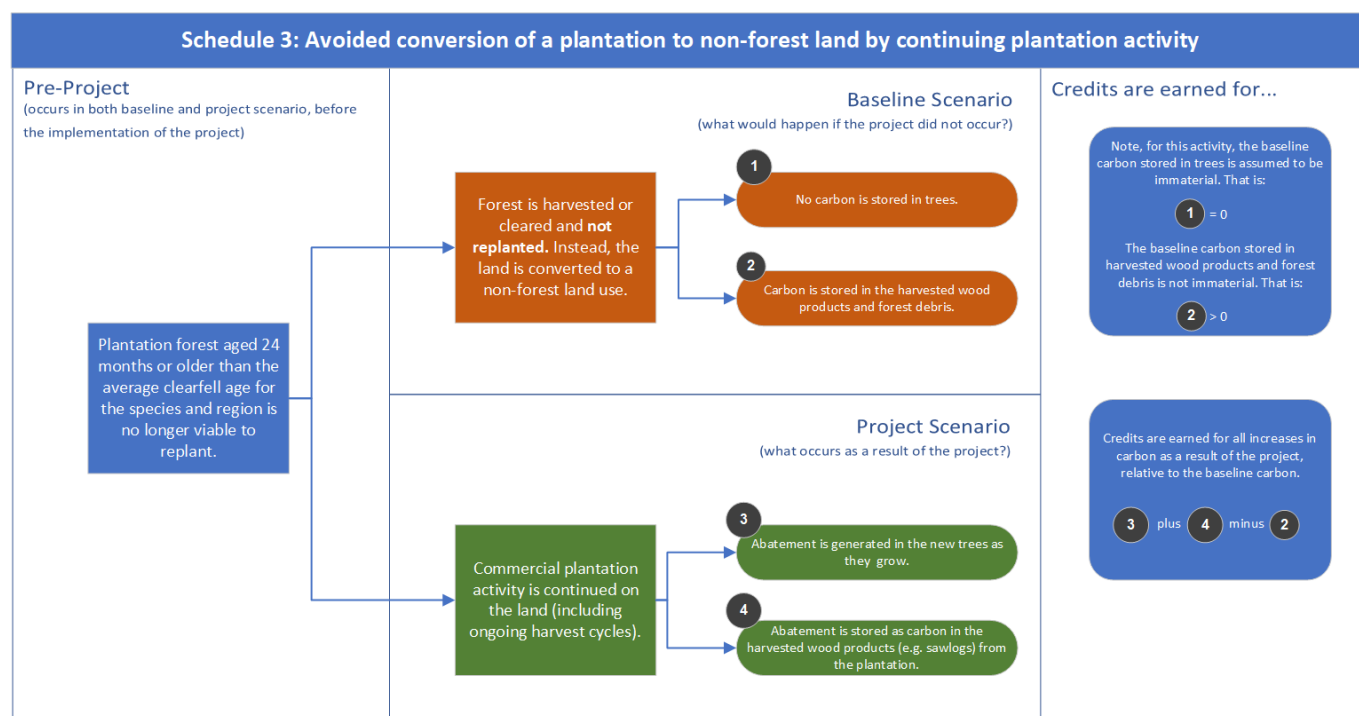 Schedule 3: Avoided conversion of a plantation to non-forest land by continuing plantation activity
Pre-Project
(occurs in both baseline and project scenario, before
the implementation of the project)
Plantation forest aged 24
months or older than the
average clearfell age for
the species and region is
no longer viable to
replant.
Baseline Scenario
(what would happen if the project did not occur?)
Forest is harvested or
cleared and not
replanted. Instead, the
land is converted to a
non-forest land use.
1
No carbon is stored in trees.
2
Carbon is stored in the harvested wood
products and forest debris.
Project Scenario
(what occurs as a result of the project?)
Commercial plantation
activity is continued on
the land (including
ongoing harvest cycles).
3
Abatement is generated in the new trees as
they grow.
4
Abatement is stored as carbon in the
harvested wood products (e.g. sawlogs) from
the plantation.
Credits are earned for...
Note, for this activity, the baseline
carbon stored in trees is assumed to be
immaterial. That is:
1 = 0
The baseline carbon stored in
harvested wood products and forest
debris is not immaterial. That is:
2 > 0
Credits are earned for all increases in
carbon as a result of the project,
relative to the baseline carbon.
3 plus 4 minus 2